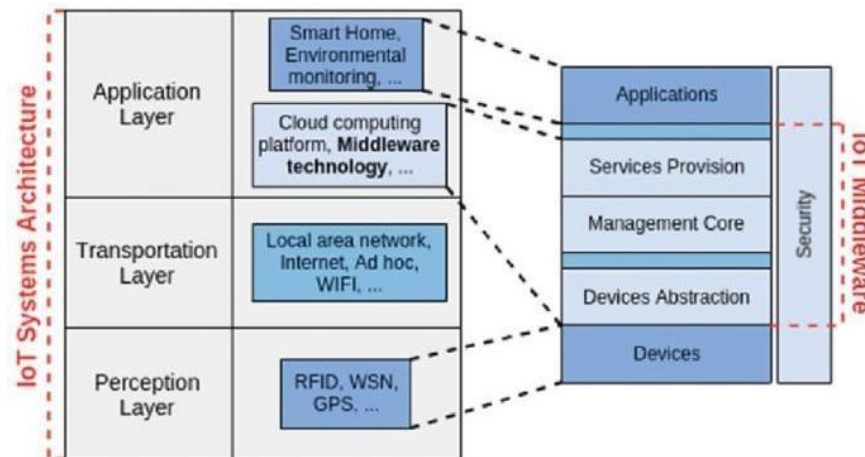 IoT Systems Architecture
Application
Layer
Smart Home,
Environmental
monitoring, ...
Cloud computing
platform, Middleware
technology, ...
Transportation
Layer
Local area network,
Internet, Ad hoc,
WIFI, ...
Perception
Layer
RFID, WSN,
GPS, ...
Applications
Services Provision
Management Core
Devices Abstraction
Devices
Security
IoT Middleware